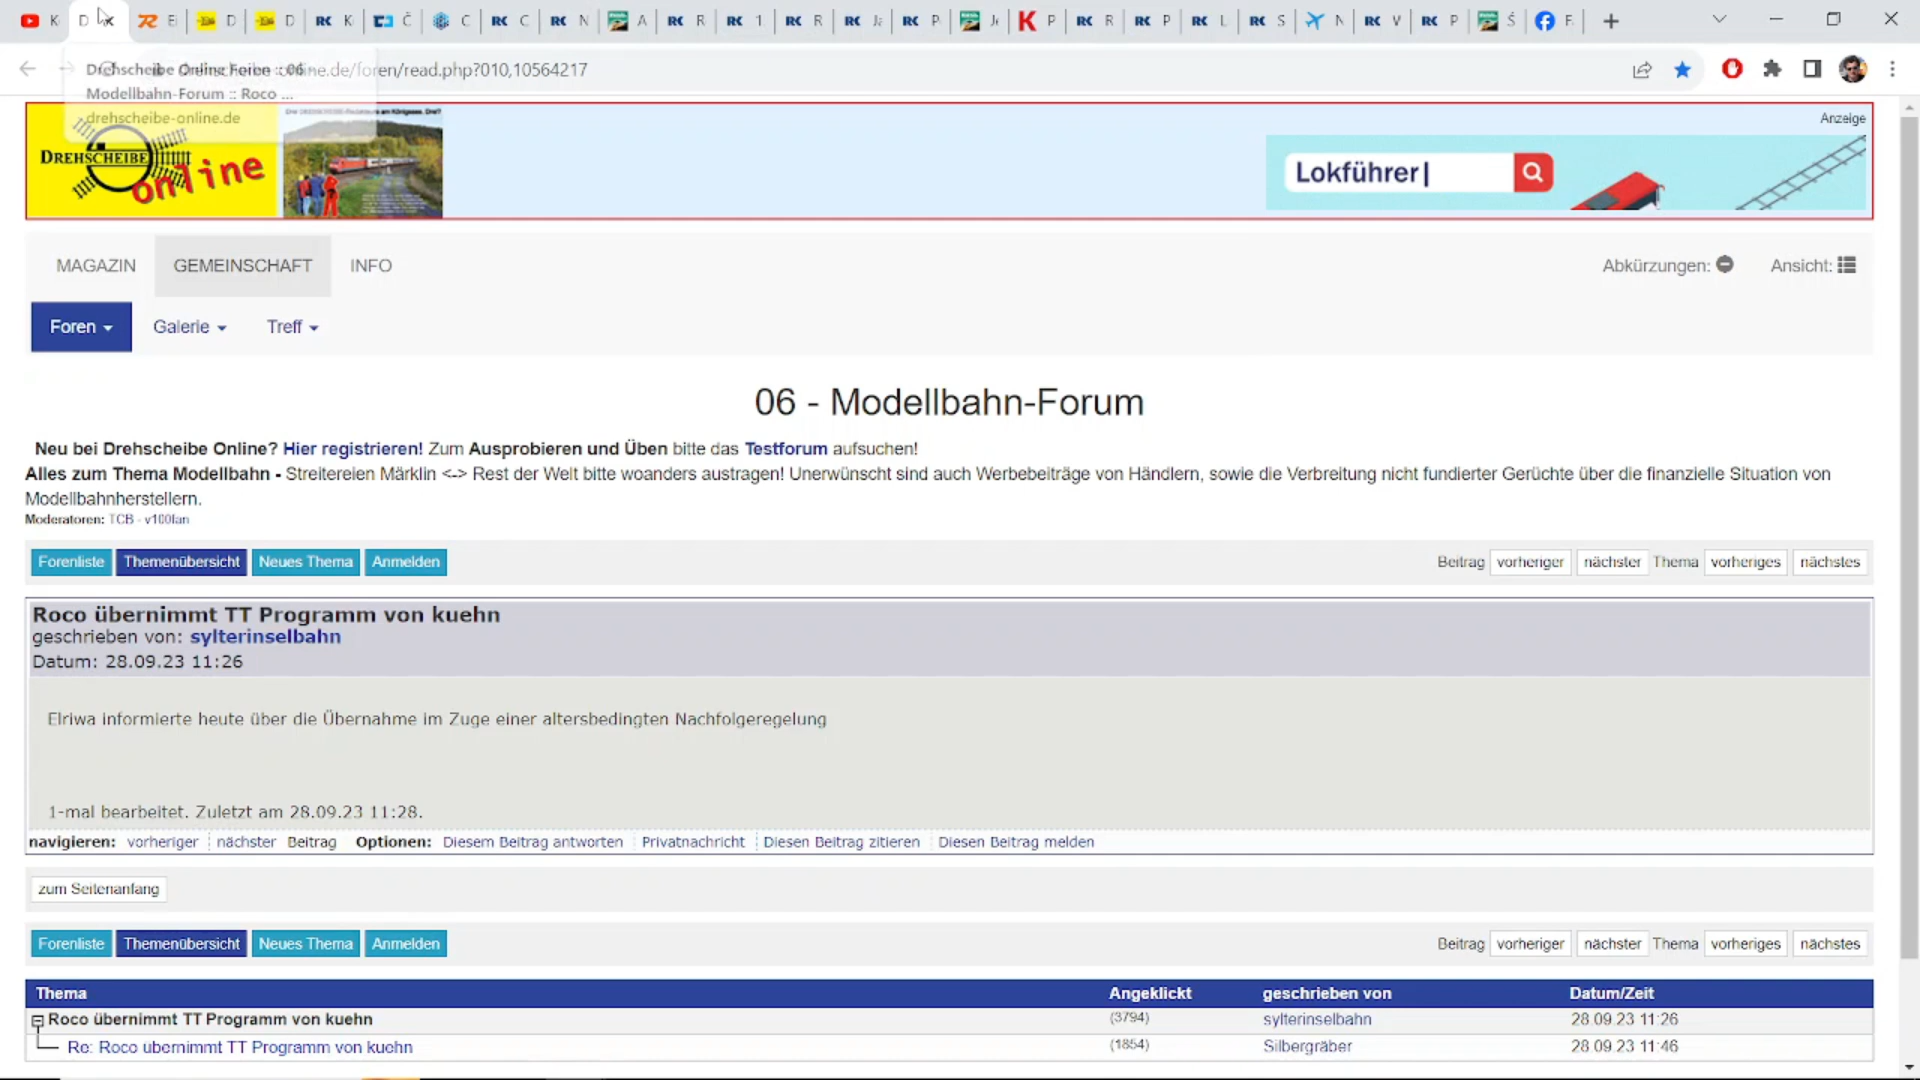 K D E D D K Č C C N A R 1 R J P J P R P L S N V P Ś F
Drehscheibe Online Foren :: 06 -
online.de/foren/read.php?010,10564217
Modellbahn-Forum :: Roco ...
drehscheibe-online.de
Anzeige
DREHSCHEIBE
online
Lokführer
MAGAZIN GEMEINSCHAFT INFO
Abkürzungen: Ansicht:
Foren Galerie Treff
06 - Modellbahn-Forum
Neu bei Drehscheibe Online? Hier registrieren! Zum Ausprobieren und Üben bitte das Testforum aufsuchen!
Alles zum Thema Modellbahn - Streitereien Märklin <-> Rest der Welt bitte woanders austragen! Unerwünscht sind auch Werbebeiträge von Händlern, sowie die Verbreitung nicht fundierter Gerüchte über die finanzielle Situation von
Modellbahnherstellern.
Moderatoren: TCB - v100fan
Forenliste Themenübersicht Neues Thema Anmelden
Beitrag vorheriger nächster Thema vorheriges nächstes
Roco übernimmt TT Programm von kuehn
geschrieben von: sylterinselbahn
Datum: 28.09.23 11:26
Elriwa informierte heute über die Übernahme im Zuge einer altersbedingten Nachfolgeregelung
1-mal bearbeitet. Zuletzt am 28.09.23 11:28.
navigieren: vorheriger nächster Beitrag Optionen: Diesem Beitrag antworten Privatnachricht Diesen Beitrag zitieren Diesen Beitrag melden
zum Seitenanfang
Forenliste Themenübersicht Neues Thema Anmelden
Beitrag vorheriger nächster Thema vorheriges nächstes
Thema Angeklickt geschrieben von Datum/Zeit
Roco übernimmt TT Programm von kuehn (3794) sylterinselbahn 28.09.23 11:26
Re: Roco übernimmt TT Programm von kuehn (1854) Silbergräber 28.09.23 11:46